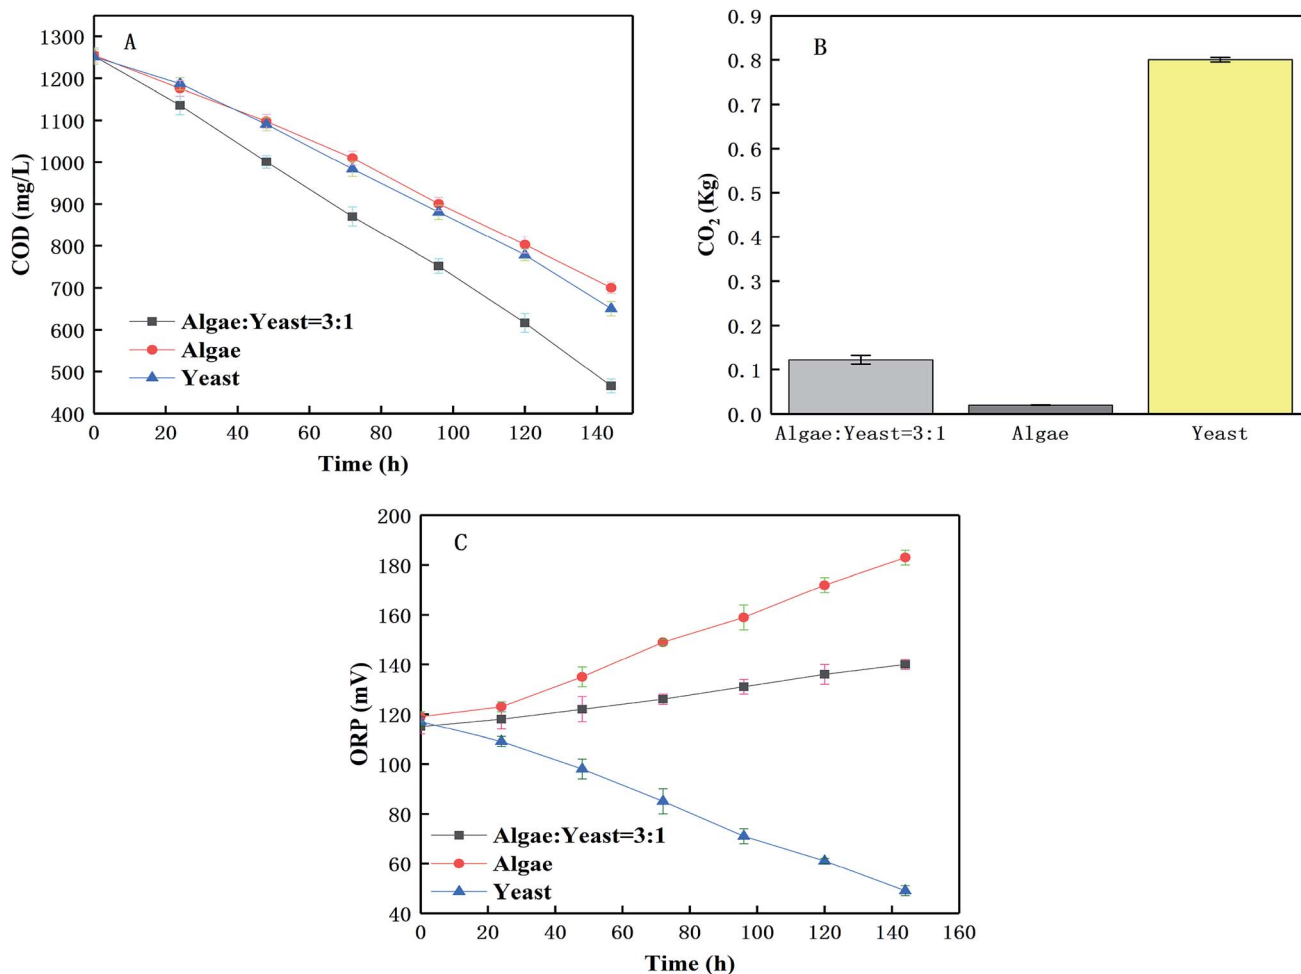 A
1300
1200
1100
1000
900
800
700
600
500
400
COD (mg/L)
Algae:Yeast=3:1
Algae
Yeast
0 20 40 60 80 100 120 140
Time (h)
B
0.9
0.8
0.7
0.6
0.5
0.4
0.3
0.2
0.1
0.0
CO2 (Kg)
Algae:Yeast=3:1 Algae Yeast
C
200
180
160
140
120
100
80
60
40
ORP (mV)
Algae:Yeast=3:1
Algae
Yeast
0 20 40 60 80 100 120 140 160
Time (h)